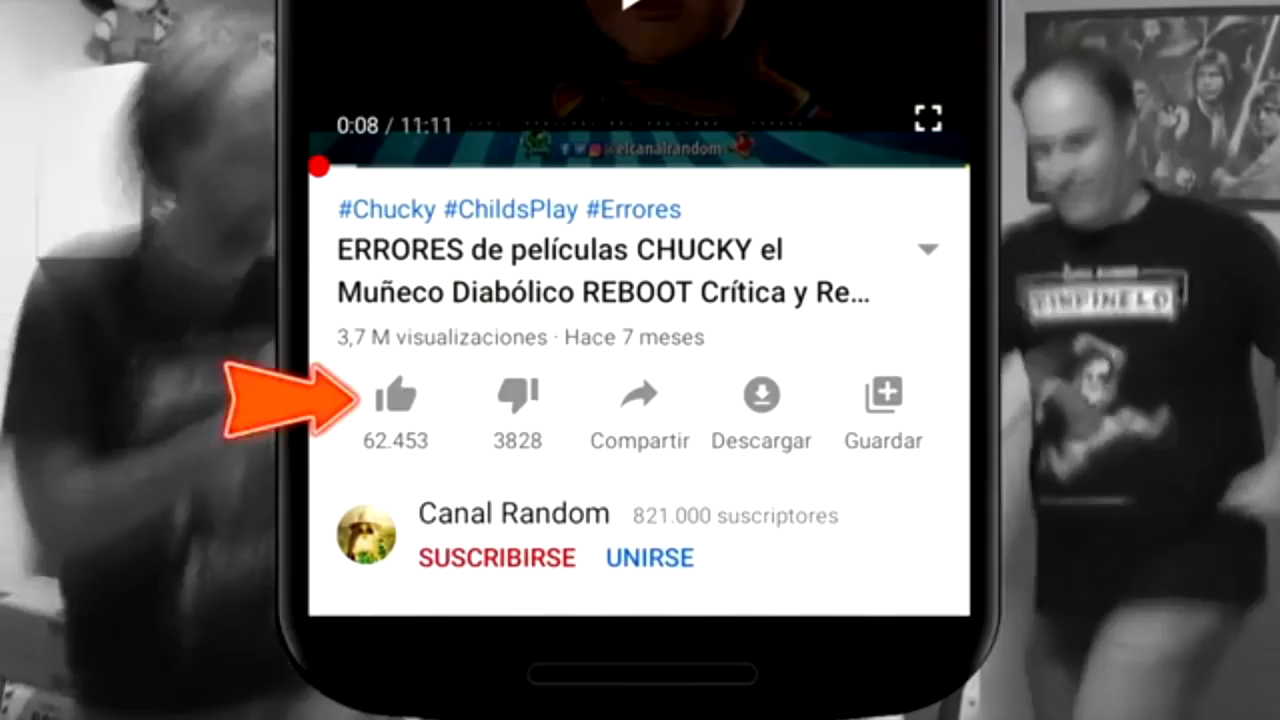 0:08 / 11:11
@elcanalrandom
#Chucky #ChildsPlay #Errores
ERRORES de películas CHUCKY el
Muñeco Diabólico REBOOT Crítica y Re...
3,7 M visualizaciones · Hace 7 meses
62.453
3828
Compartir
Descargar
Guardar
Canal Random 821.000 suscriptores
SUSCRIBIRSE UNIRSE